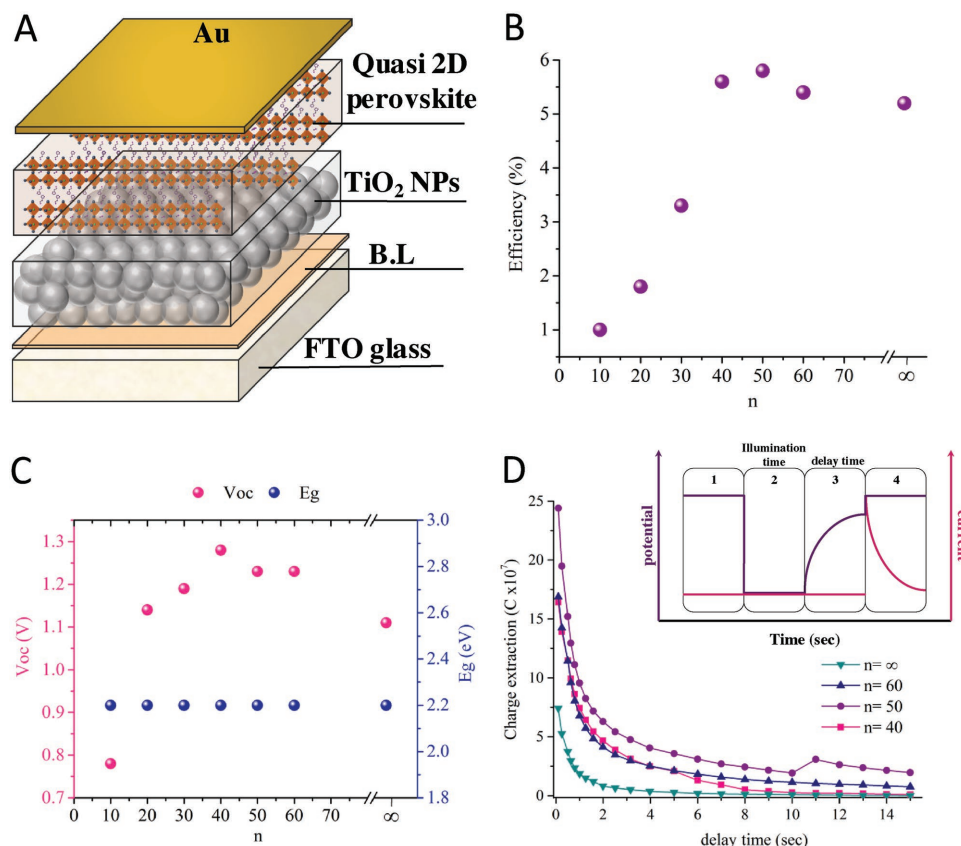 A
Au
Quasi 2D
perovskite
TiO₂ NPs
B.L
FTO glass
B
Efficiency (%)
6
5
4
3
2
1
0 10 20 30 40 50 60 70 ∞
n
C
Voc Eg
Voc (V)
1.3
1.2
1.1
1.0
0.9
0.8
0.7
0 10 20 30 40 50 60 70 ∞
n
3.0
2.8
2.6
2.4
2.2
2.0
1.8
Eg (eV)
D
Illumination
time
delay time
1 2 3 4
potential
current
Time (sec)
Charge extraction (C x10⁷)
25
20
15
10
5
0
n= ∞
n= 60
n= 50
n= 40
0 2 4 6 8 10 12 14
delay time (sec)